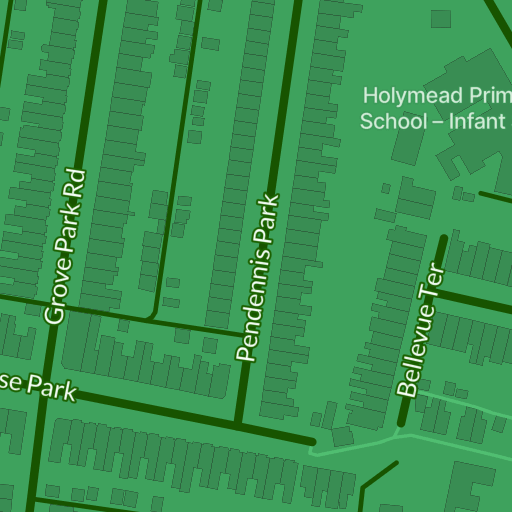 Holymead Prim
School – Infant
Grove Park Rd
Pendennis Park
Bellevue Ter
se Park